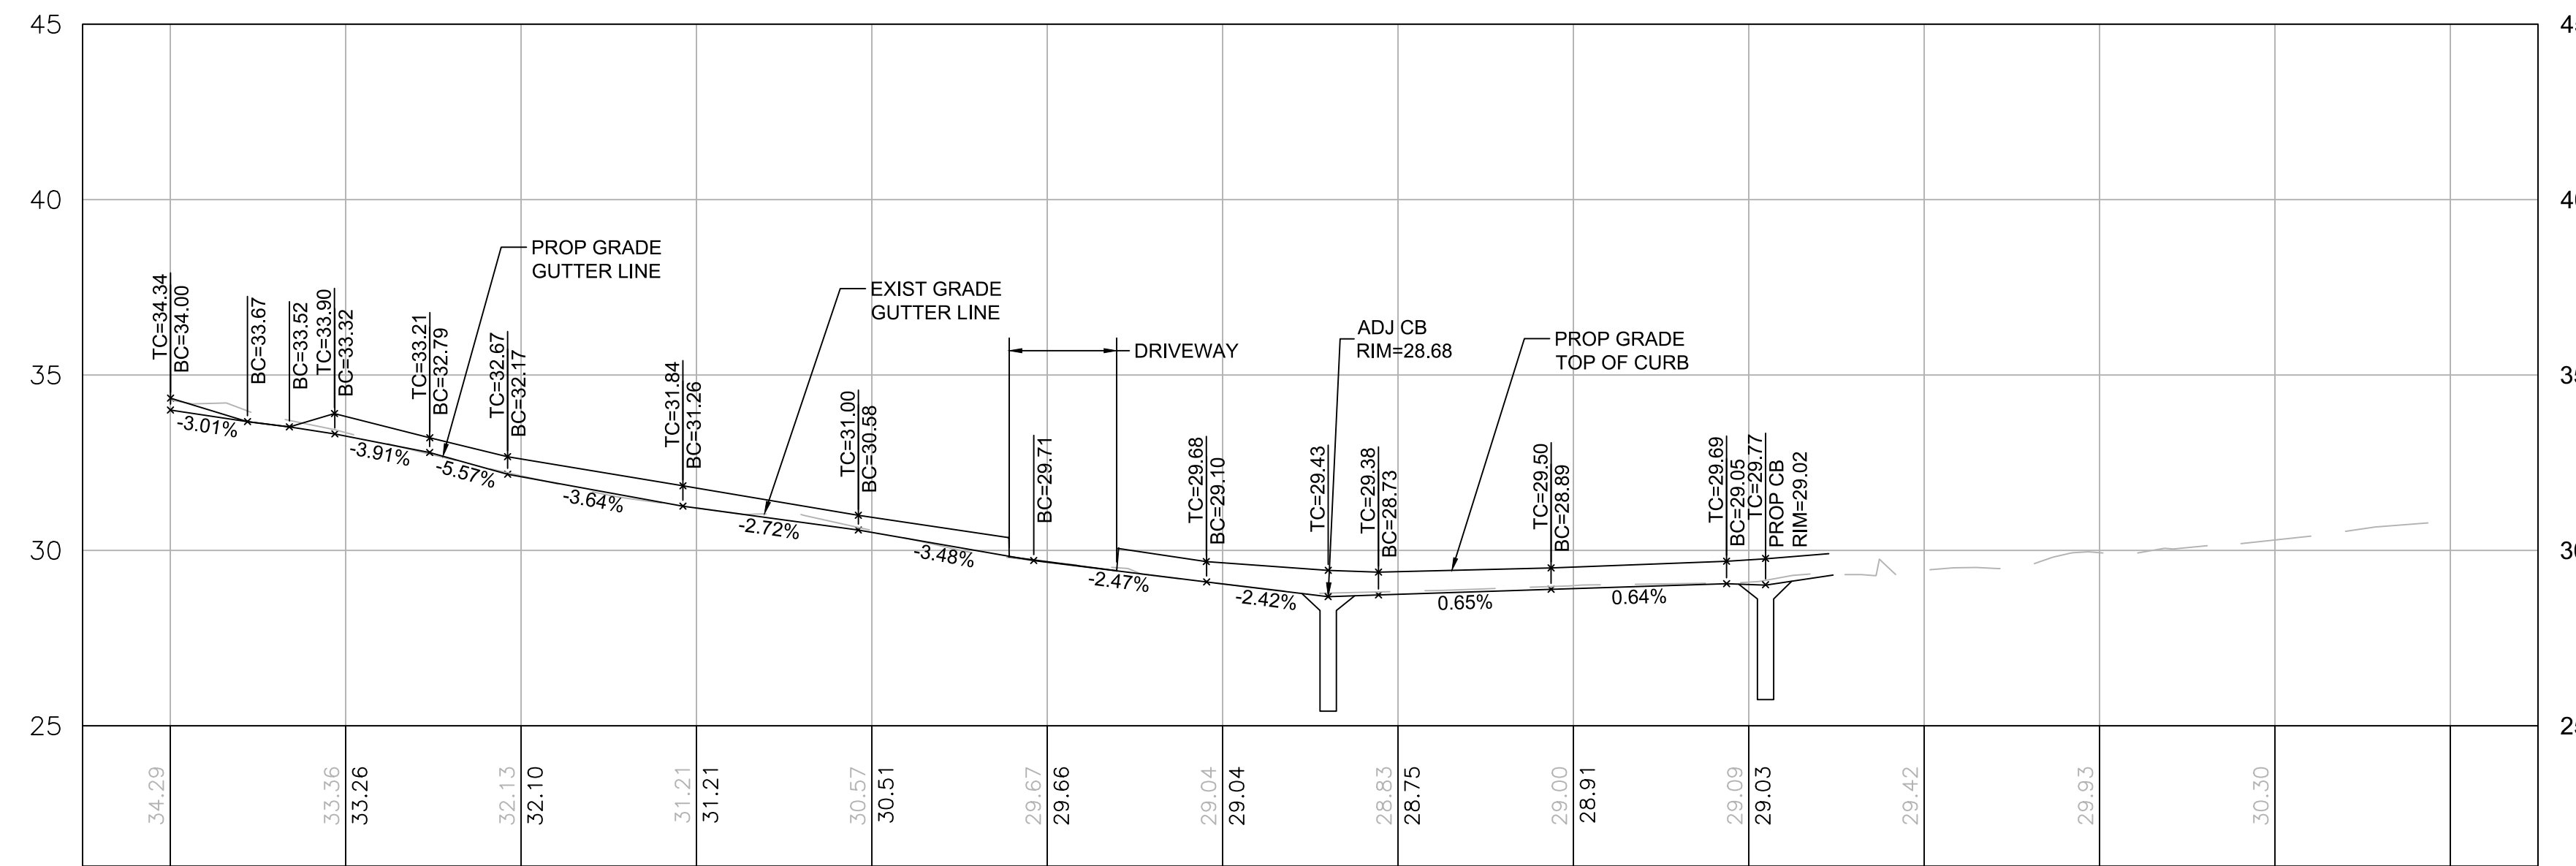 45
40
35
30
25
45
40
35
30
PROP GRADE
GUTTER LINE
EXIST GRADE
GUTTER LINE
DRIVEWAY
ADJ CB
RIM=28.68
PROP GRADE
TOP OF CURB
TC=34.34
BC=34.00
BC=33.67
BC=33.52
TC=33.90
BC=33.32
TC=33.21
BC=32.79
TC=32.67
BC=32.17
TC=31.84
BC=31.26
TC=31.00
BC=30.58
BC=29.71
TC=29.68
BC=29.10
TC=29.43
TC=29.38
BC=28.73
TC=29.50
BC=28.89
TC=29.69
BC=29.05
TC=29.77
PROP CB
RIM=29.02
-3.01%
-3.91%
-5.57%
-3.64%
-2.72%
-3.48%
-2.47%
-2.42%
0.65%
0.64%
34.29
33.36
33.26
32.13
32.10
31.21
31.21
30.57
30.51
29.67
29.66
29.04
29.04
28.83
28.75
29.00
28.91
29.09
29.03
29.42
29.93
30.30